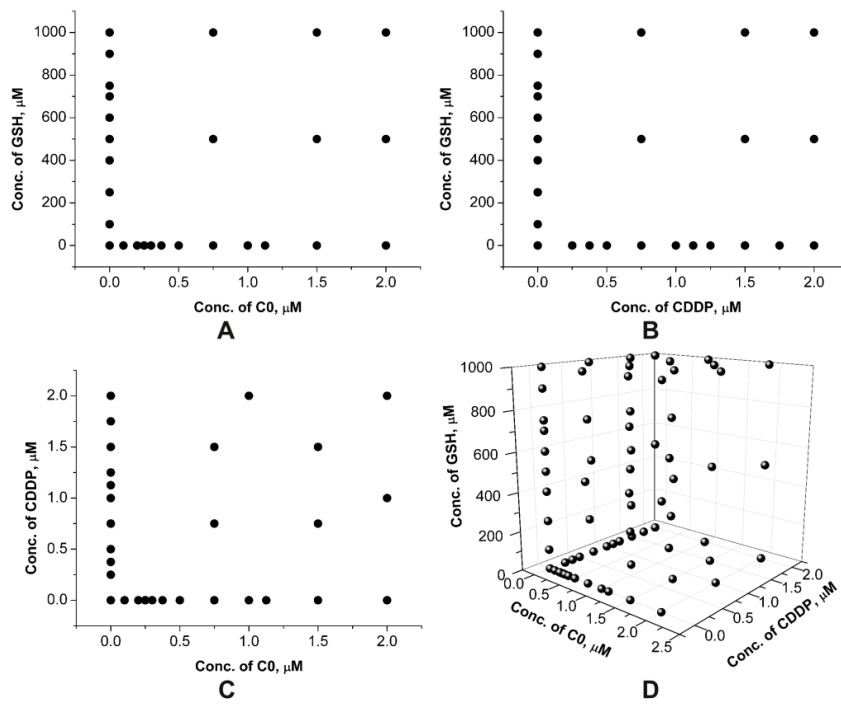 1000
800
600
400
200
0
Conc. of GSH, μM
0.0 0.5 1.0 1.5 2.0
Conc. of C0, μM
A
1000
800
600
400
200
0
Conc. of GSH, μM
0.0 0.5 1.0 1.5 2.0
Conc. of CDDP, μM
B
2.0
1.5
1.0
0.5
0.0
Conc. of CDDP, μM
0.0 0.5 1.0 1.5 2.0
Conc. of C0, μM
C
1000
800
600
400
200
0
Conc. of GSH, μM
0.0 0.5 1.0 1.5 2.0 2.5
Conc. of C0, μM
0.0 0.5 1.0 1.5 2.0
Conc. of CDDP, μM
D